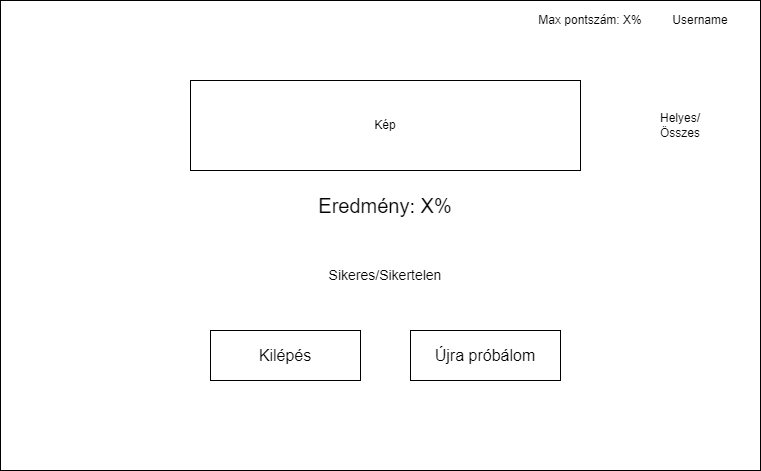 Max pontszám: X% Username
Kép
Helyes/
Összes
Eredmény: X%
Sikeres/Sikertelen
Kilépés Újra próbálom